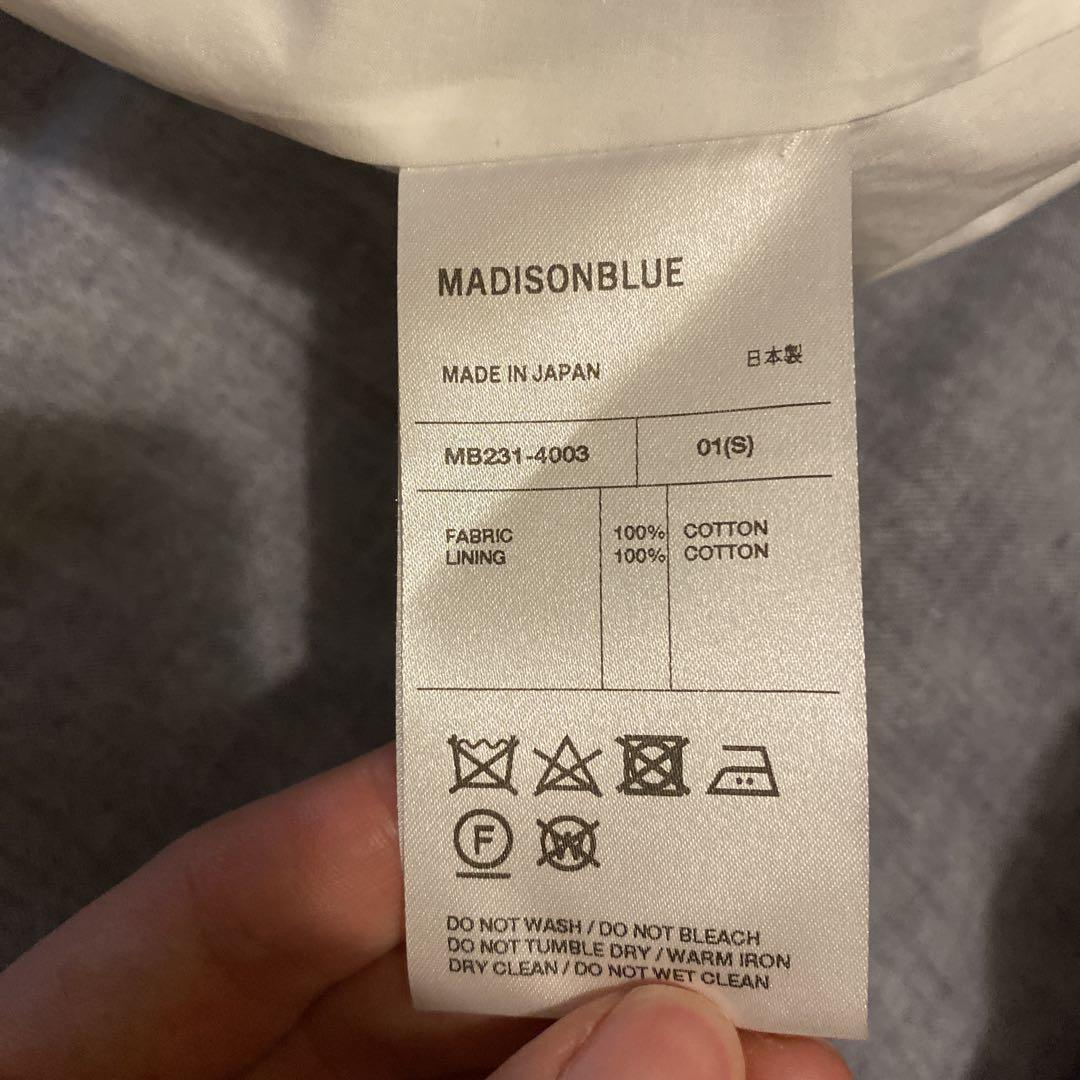 MADISONBLUE
MADE IN JAPAN 日本製
MB231-4003 01(S)
FABRIC 100% COTTON
LINING 100% COTTON
F
W
DO NOT WASH / DO NOT BLEACH
DO NOT TUMBLE DRY / WARM IRON
DRY CLEAN / DO NOT WET CLEAN